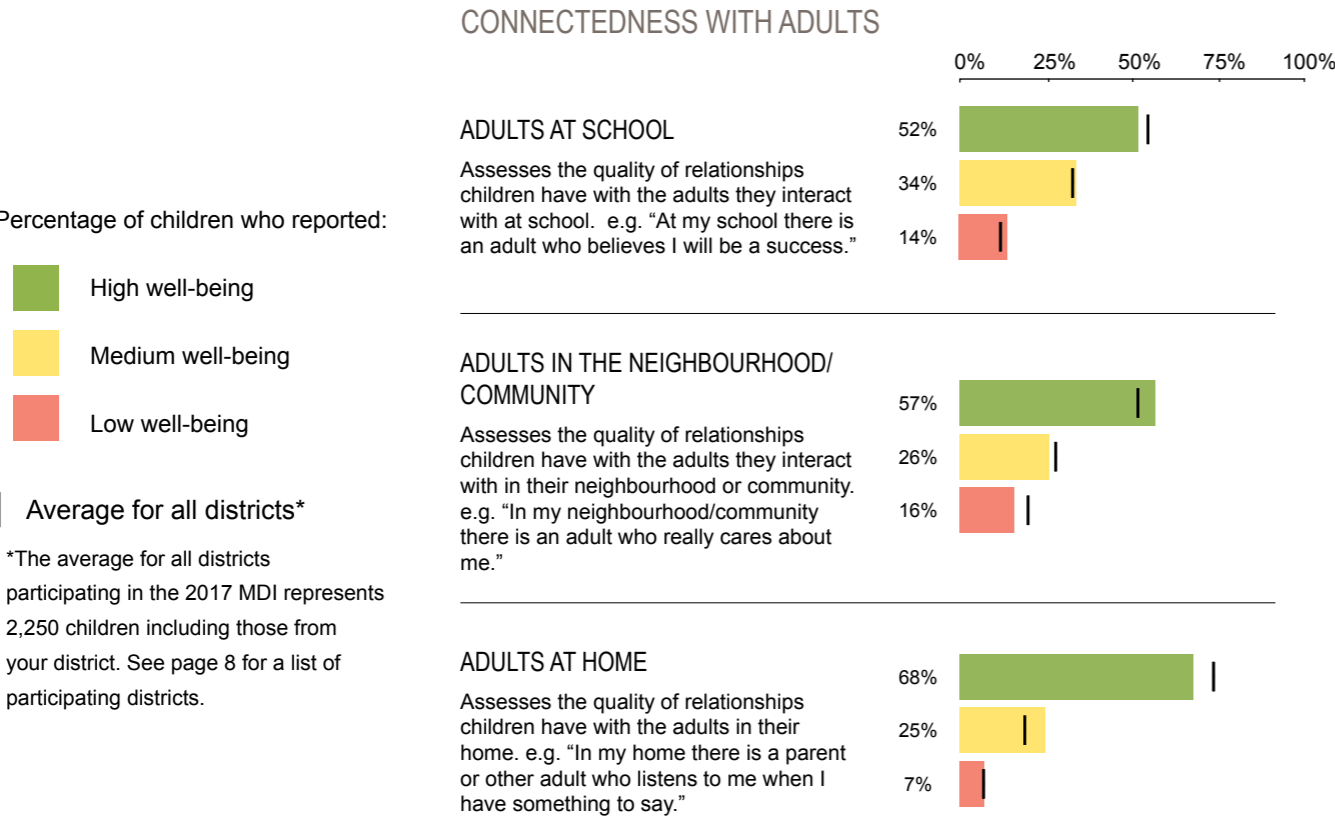 CONNECTEDNESS WITH ADULTS
0% 25% 50% 75% 100%
Percentage of children who reported:
High well-being
Medium well-being
Low well-being
Average for all districts*
*The average for all districts
participating in the 2017 MDI represents
2,250 children including those from
your district. See page 8 for a list of
participating districts.
ADULTS AT SCHOOL
Assesses the quality of relationships
children have with the adults they interact
with at school. e.g. “At my school there is
an adult who believes I will be a success.”
52%
34%
14%
ADULTS IN THE NEIGHBOURHOOD/
COMMUNITY
Assesses the quality of relationships
children have with the adults they interact
with in their neighbourhood or community.
e.g. “In my neighbourhood/community
there is an adult who really cares about
me.”
57%
26%
16%
ADULTS AT HOME
Assesses the quality of relationships
children have with the adults in their
home. e.g. “In my home there is a parent
or other adult who listens to me when I
have something to say.”
68%
25%
7%